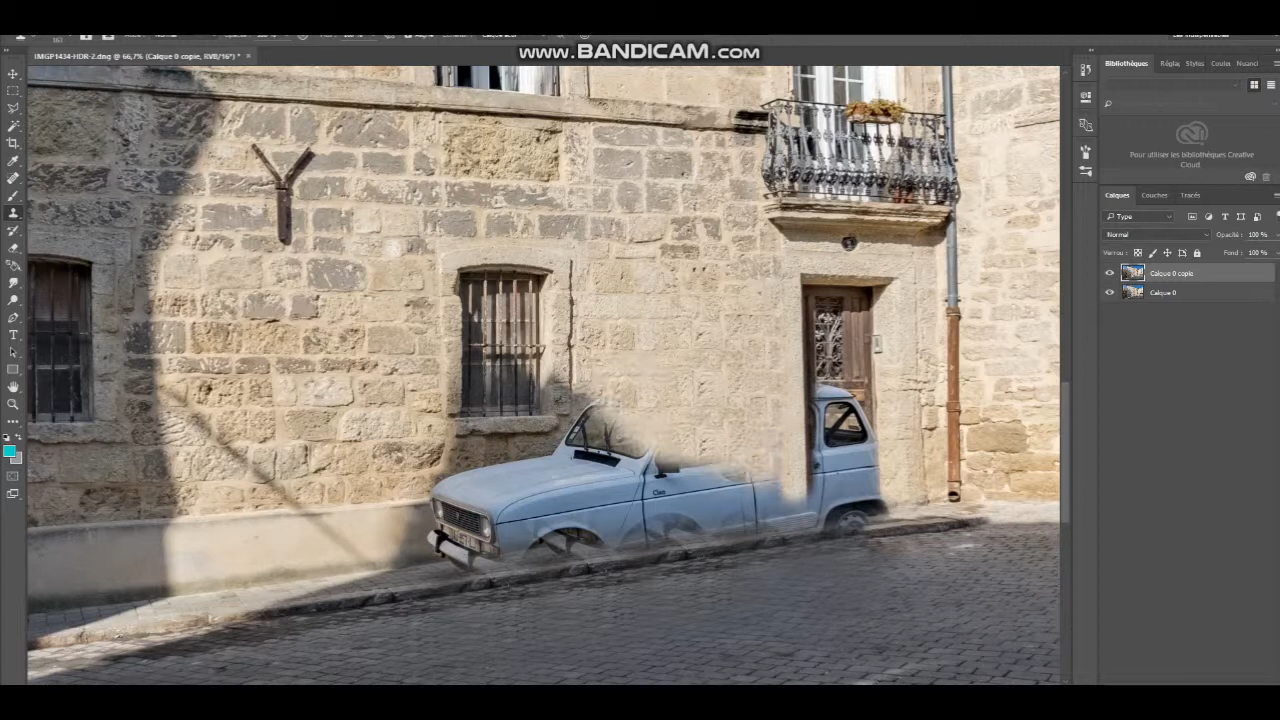 www.BANDICAM.com
IMGP1434-HDR-2.dng @ 66,7% (Calque 0 copie, RVB/16*) * ×
Bibliothèques Réglaç Styles Coule Nuanci
Pour utiliser les bibliothèques Creative
Cloud,
Calques Couches Tracés
Type
Normal Opacité : 100 %
Verrou : Fond : 100 %
Calque 0 copie
Calque 0
Clan